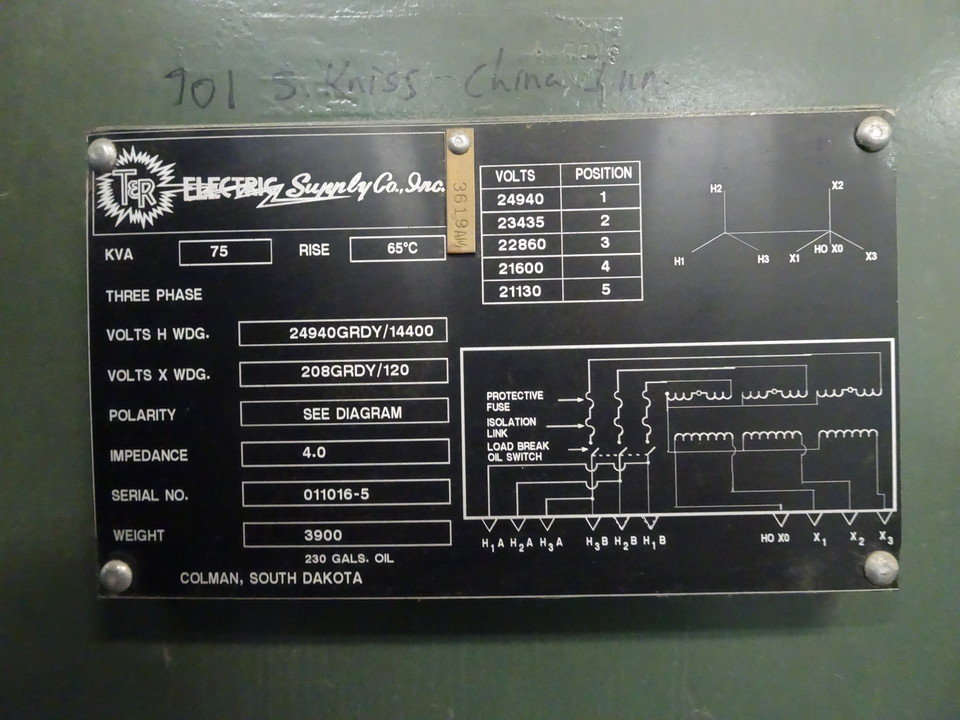 901 S. Kniss - China Inn
T&R ELECTRIC Supply Co., Inc.
3619AW
KVA 75 RISE 65°C
THREE PHASE
VOLTS H WDG. 24940GRDY/14400
VOLTS X WDG. 208GRDY/120
POLARITY SEE DIAGRAM
IMPEDANCE 4.0
SERIAL NO. 011016-5
WEIGHT 3900
230 GALS. OIL
COLMAN, SOUTH DAKOTA
VOLTS POSITION
24940 1
23435 2
22860 3
21600 4
21130 5
H2 X2
H1 H3 X1 HO X0 X3
PROTECTIVE
FUSE
ISOLATION
LINK
LOAD BREAK
OIL SWITCH
H1A H2A H3A H3B H2B H1B HO X0 X1 X2 X3